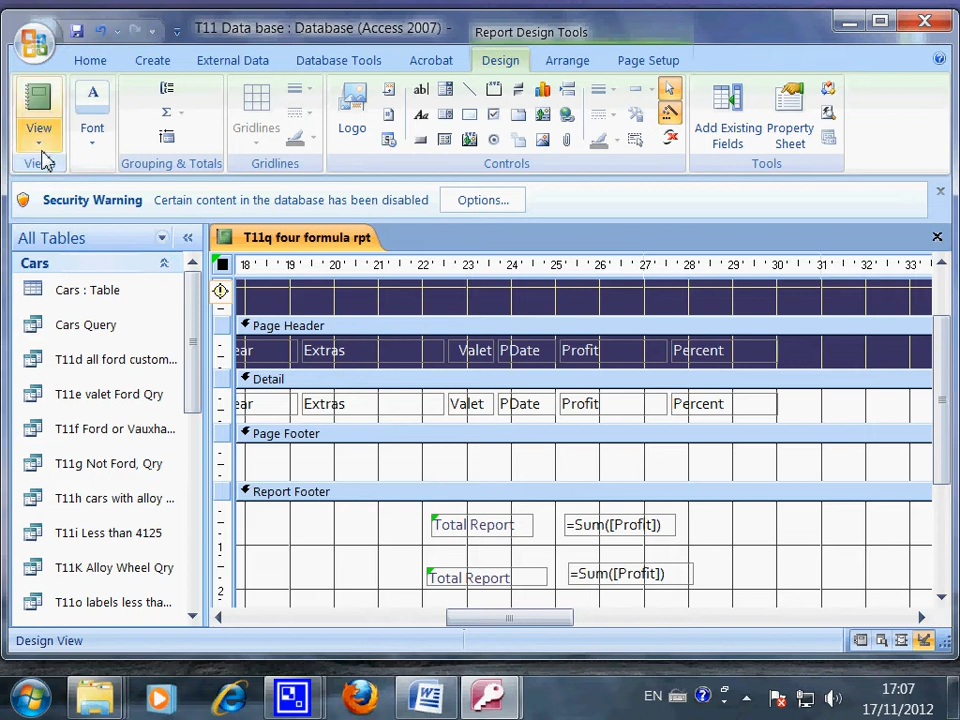 T11 Data base : Database (Access 2007) -
Report Design Tools
Home Create External Data Database Tools Acrobat Design Arrange Page Setup
View Font Gridlines Logo Add Existing Fields Property Sheet
Views Grouping & Totals Gridlines Controls Tools
Security Warning Certain content in the database has been disabled Options...
All Tables
T11q four formula rpt
Cars
18 19 20 21 22 23 24 25 26 27 28 29 30 31 32 33
Cars : Table
Cars Query
T11d all ford custom...
T11e valet Ford Qry
T11f Ford or Vauxha...
T11g Not Ford, Qry
T11h cars with alloy ...
T11i Less than 4125
T11K Alloy Wheel Qry
T11o labels less tha...
Page Header
ear Extras Valet PDate Profit Percent
Detail
ear Extras Valet PDate Profit Percent
Page Footer
Report Footer
Total Report =Sum([Profit])
1
Total Report =Sum([Profit])
2
Design View
EN
17:07
17/11/2012